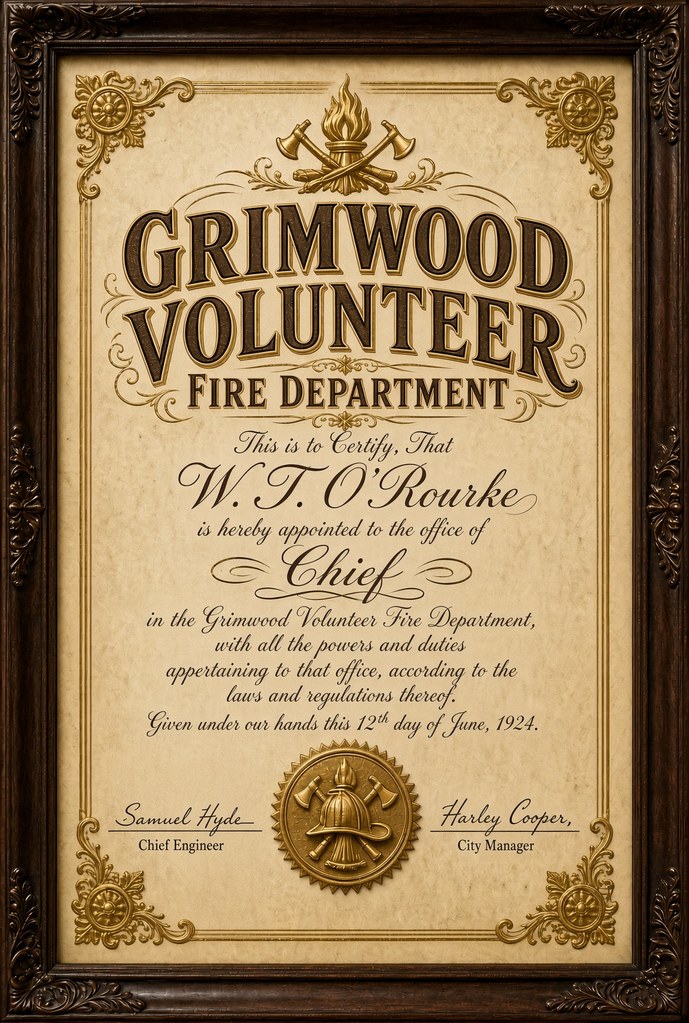 GRIMWOOD
VOLUNTEER
FIRE DEPARTMENT
This is to Certify, That
W. T. O'Rourke
is hereby appointed to the office of
Chief
in the Grimwood Volunteer Fire Department,
with all the powers and duties
appertaining to that office, according to the
laws and regulations thereof.
Given under our hands this 12th day of June, 1924.
Samuel Hyde
Chief Engineer
Harley Cooper,
City Manager